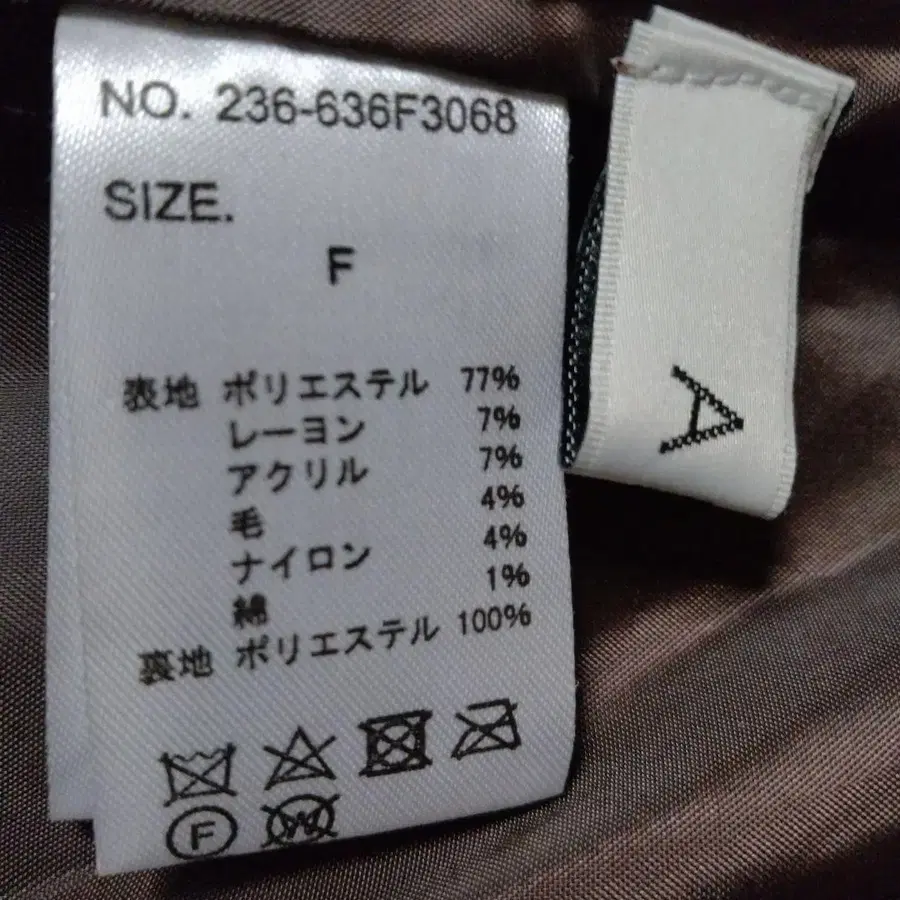 NO. 236-636F3068
SIZE.
F
表地 ポリエステル 77%
レーヨン 7%
アクリル 7%
毛 4%
ナイロン 4%
綿 1%
裏地 ポリエステル 100%
F
W
A